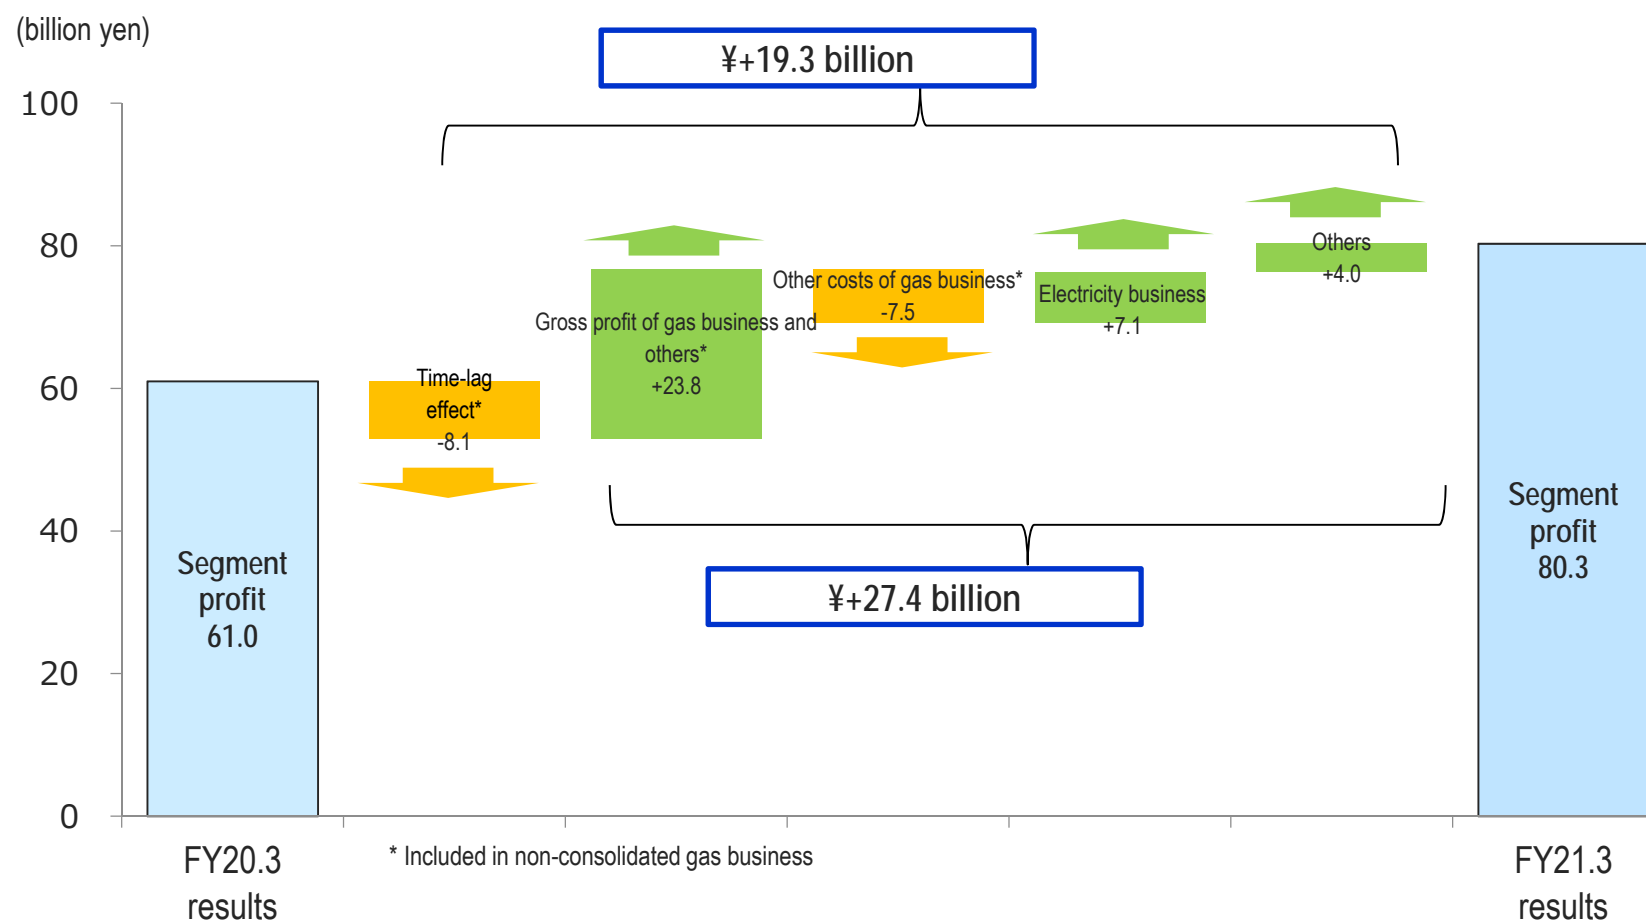 (billion yen)
¥+19.3 billion
100
80
60
40
20
0
Segment
profit
61.0
Time-lag
effect*
-8.1
Gross profit of gas business and
others*
+23.8
Other costs of gas business*
-7.5
Electricity business
+7.1
Others
+4.0
¥+27.4 billion
Segment
profit
80.3
FY20.3
results
* Included in non-consolidated gas business
FY21.3
results